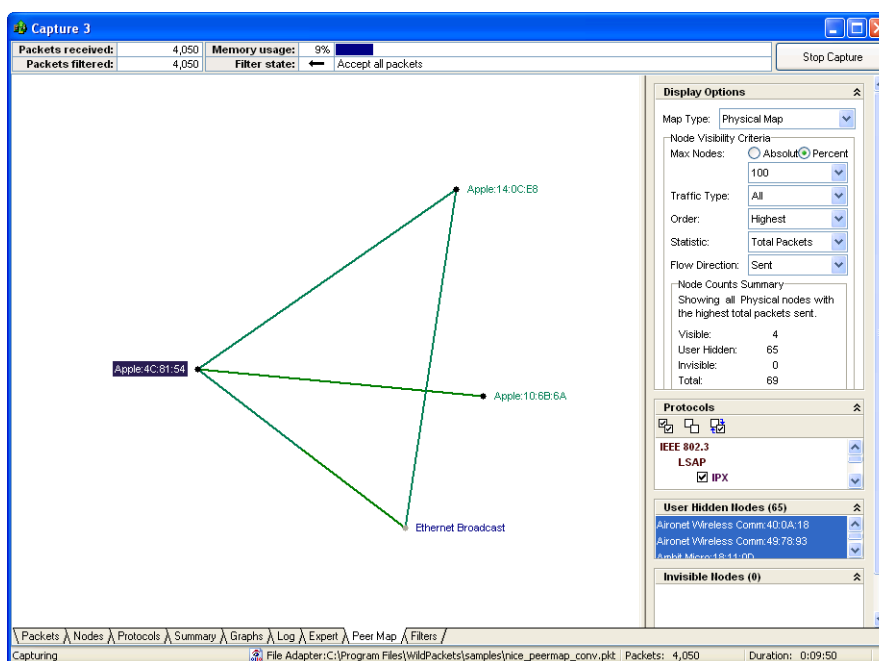 Capture 3
Packets received: 4,050 Memory usage: 9%
Packets filtered: 4,050 Filter state: Accept all packets
Stop Capture
Display Options
Map Type: Physical Map
Node Visibility Criteria
Max Nodes: Absolut Percent
100
Traffic Type: All
Order: Highest
Statistic: Total Packets
Flow Direction: Sent
Node Counts Summary
Showing all Physical nodes with
the highest total packets sent.
Visible: 4
User Hidden: 65
Invisible: 0
Total: 69
Apple:14:0C:E8
Apple:4C:81:54
Apple:10:6B:6A
Ethernet Broadcast
Protocols
IEEE 802.3
LSAP
IPX
User Hidden Nodes (65)
Aironet Wireless Comm:40:0A:18
Aironet Wireless Comm:49:78:93
Ambit Micro:18:11:0D
Invisible Nodes (0)
Packets Nodes Protocols Summary Graphs Log Expert Peer Map Filters
Capturing File Adapter:C:\Program Files\WildPackets\samples\nice_peermap_conv.pkt Packets: 4,050 Duration: 0:09:50